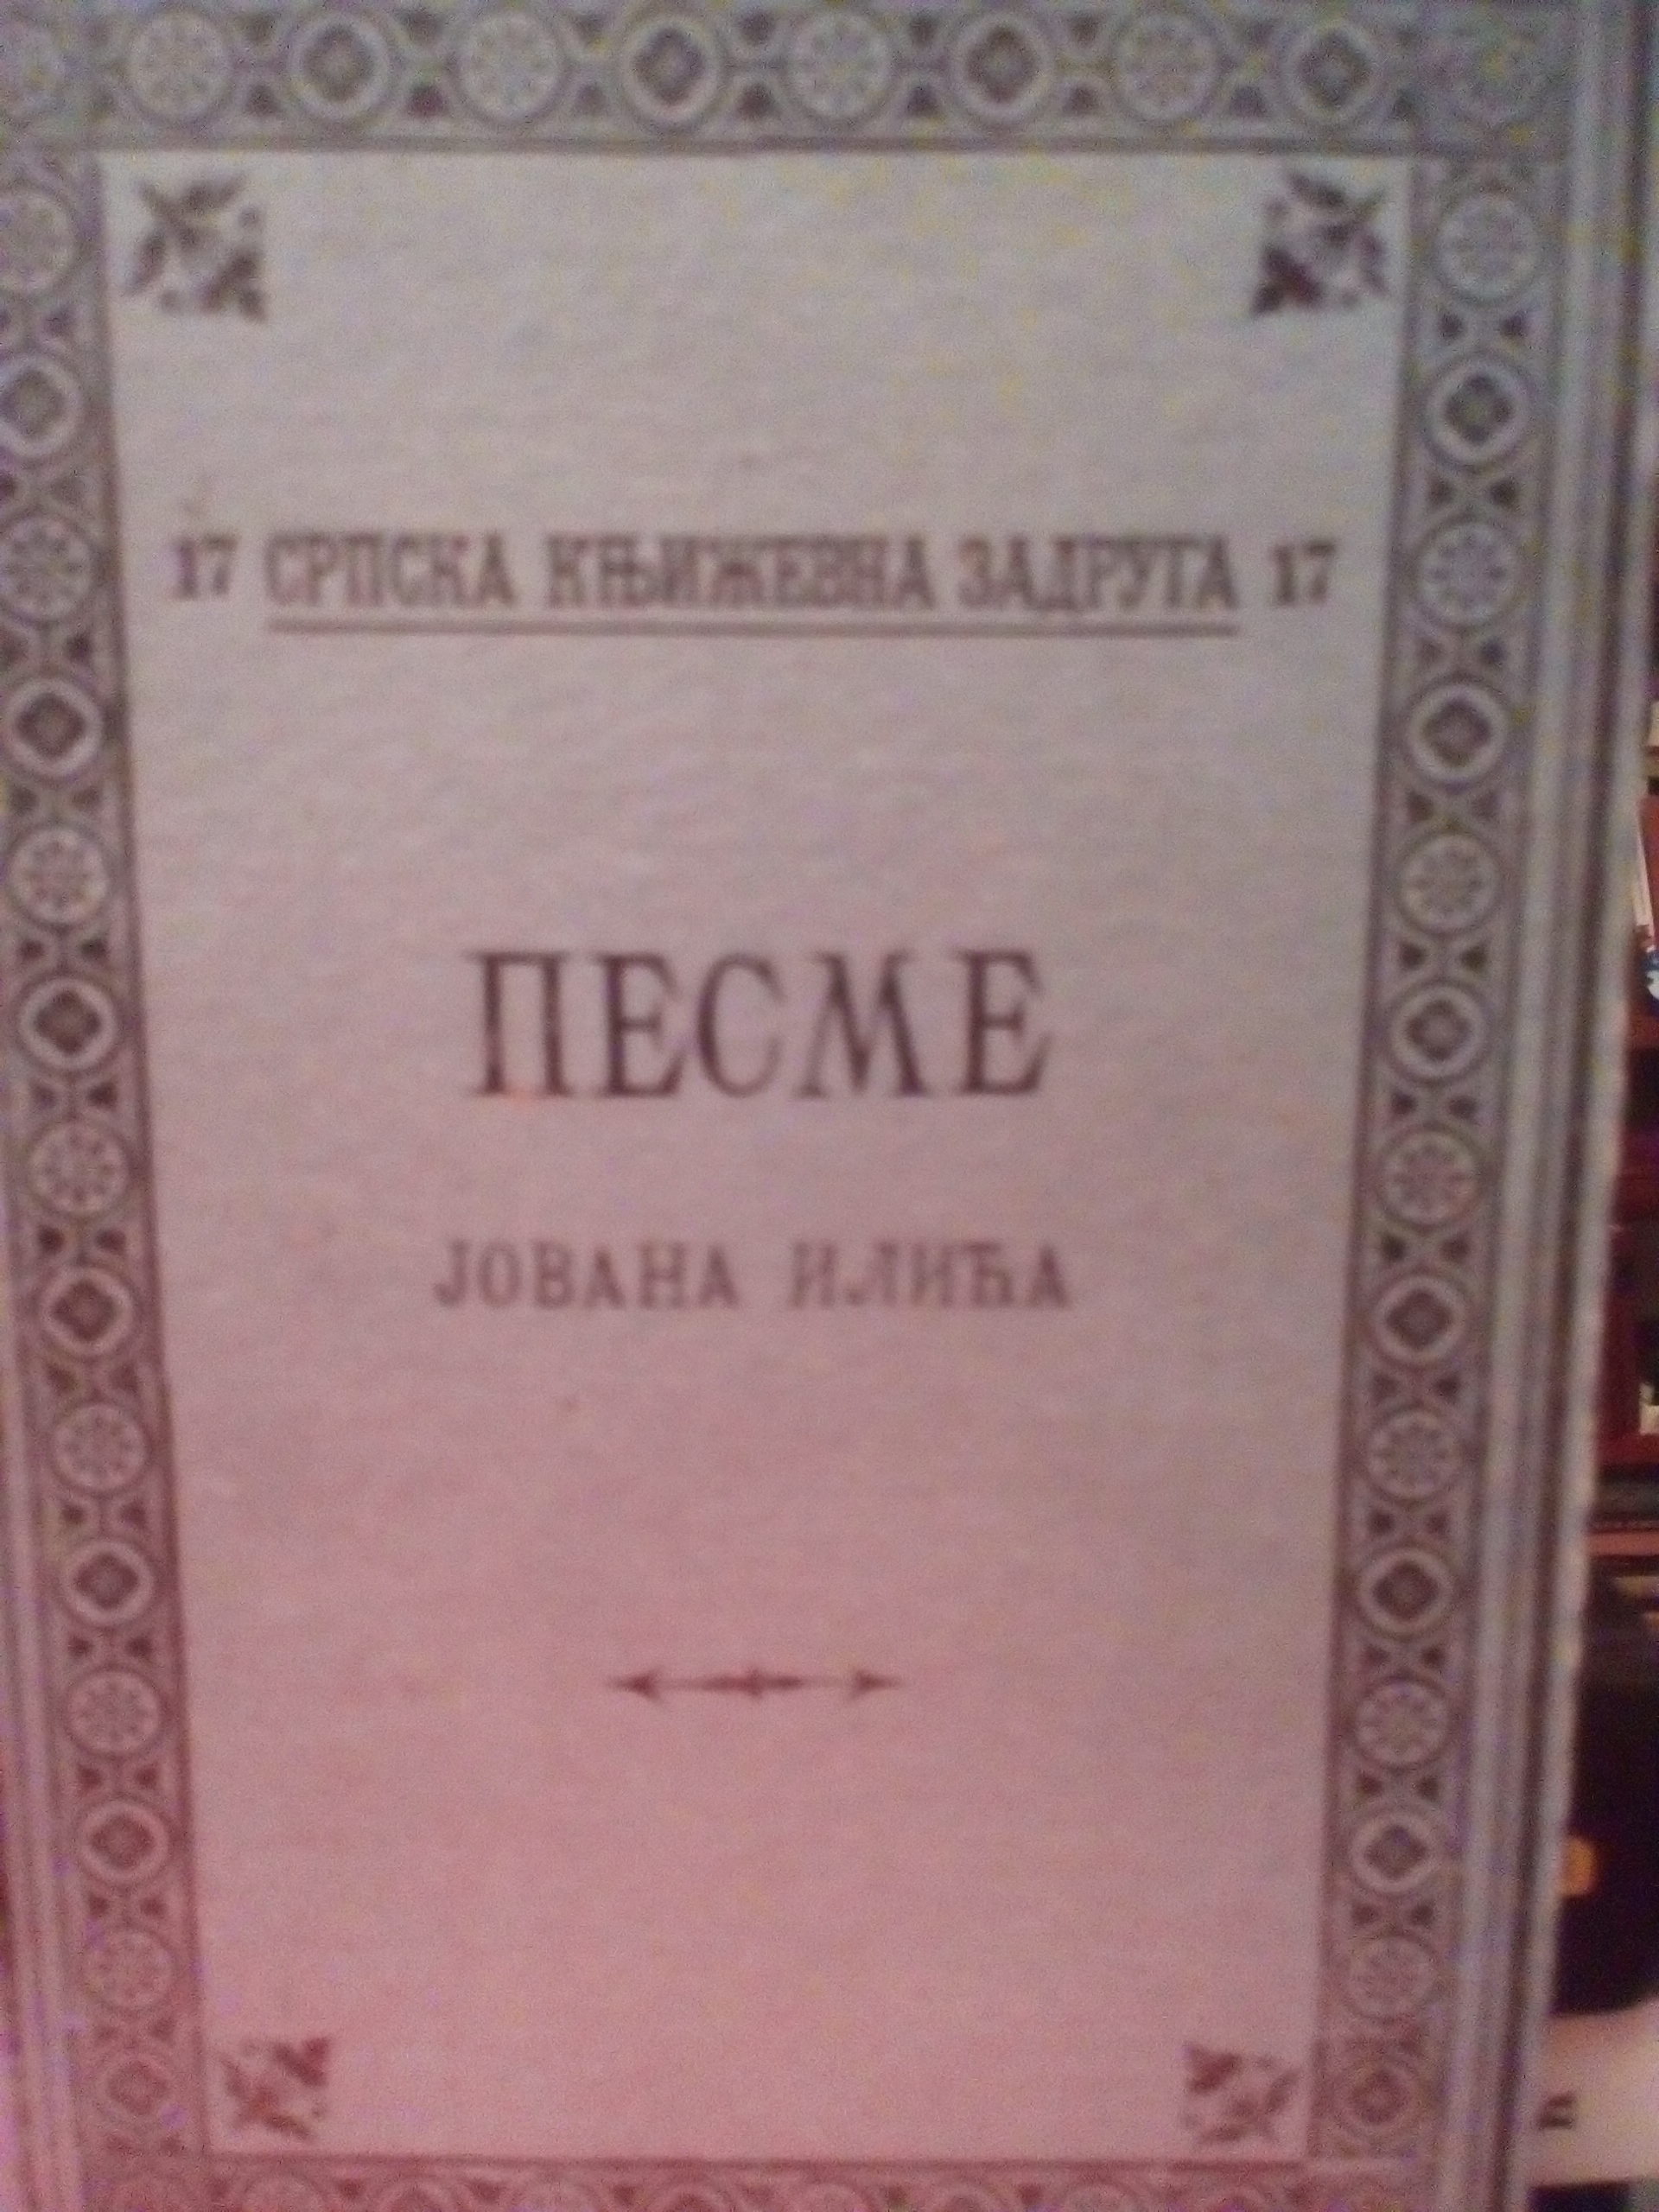 17 СРПСКА КЊИЖЕВНА ЗАДРУГА 17
ПЕСМЕ
ЈОВАНА ИЛИЋА